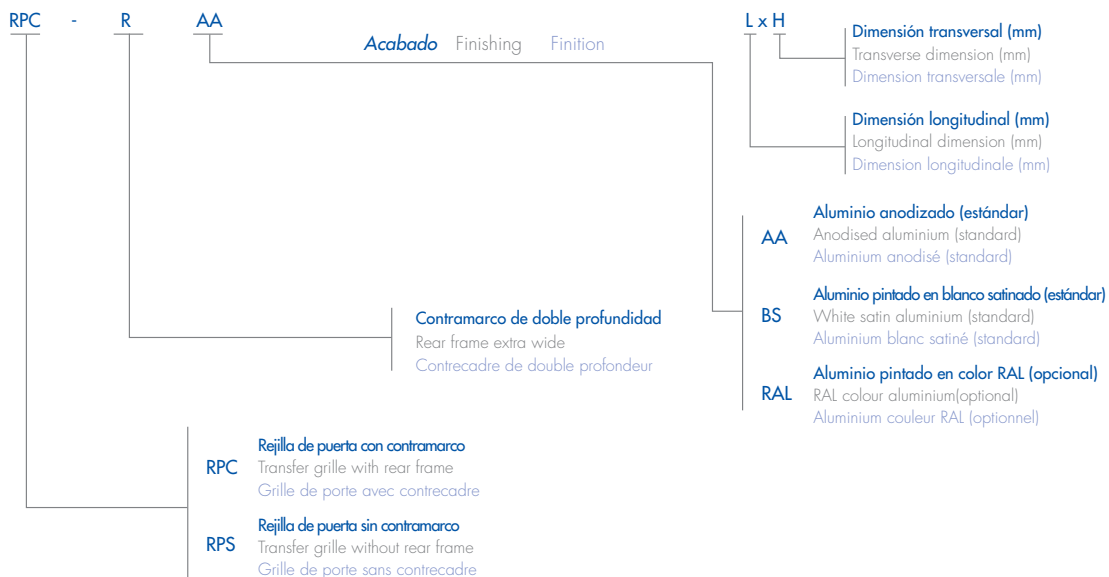 RPC - R AA L x H
Acabado Finishing Finition
Dimensión transversal (mm)
Transverse dimension (mm)
Dimension transversale (mm)
Dimensión longitudinal (mm)
Longitudinal dimension (mm)
Dimension longitudinale (mm)
AA
Aluminio anodizado (estándar)
Anodised aluminium (standard)
Aluminium anodisé (standard)
BS
Aluminio pintado en blanco satinado (estándar)
White satin aluminium (standard)
Aluminium blanc satiné (standard)
RAL
Aluminio pintado en color RAL (opcional)
RAL colour aluminium(optional)
Aluminium couleur RAL (optionnel)
Contramarco de doble profundidad
Rear frame extra wide
Contrecadre de double profondeur
RPC
Rejilla de puerta con contramarco
Transfer grille with rear frame
Grille de porte avec contrecadre
RPS
Rejilla de puerta sin contramarco
Transfer grille without rear frame
Grille de porte sans contrecadre